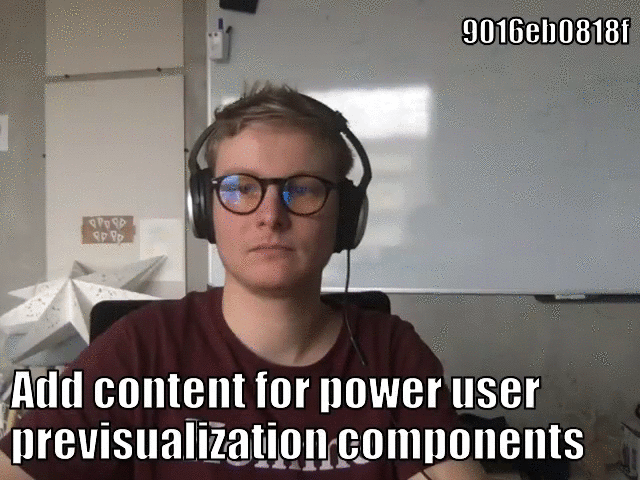 9016eb0818f
Add content for power user
previsualization components